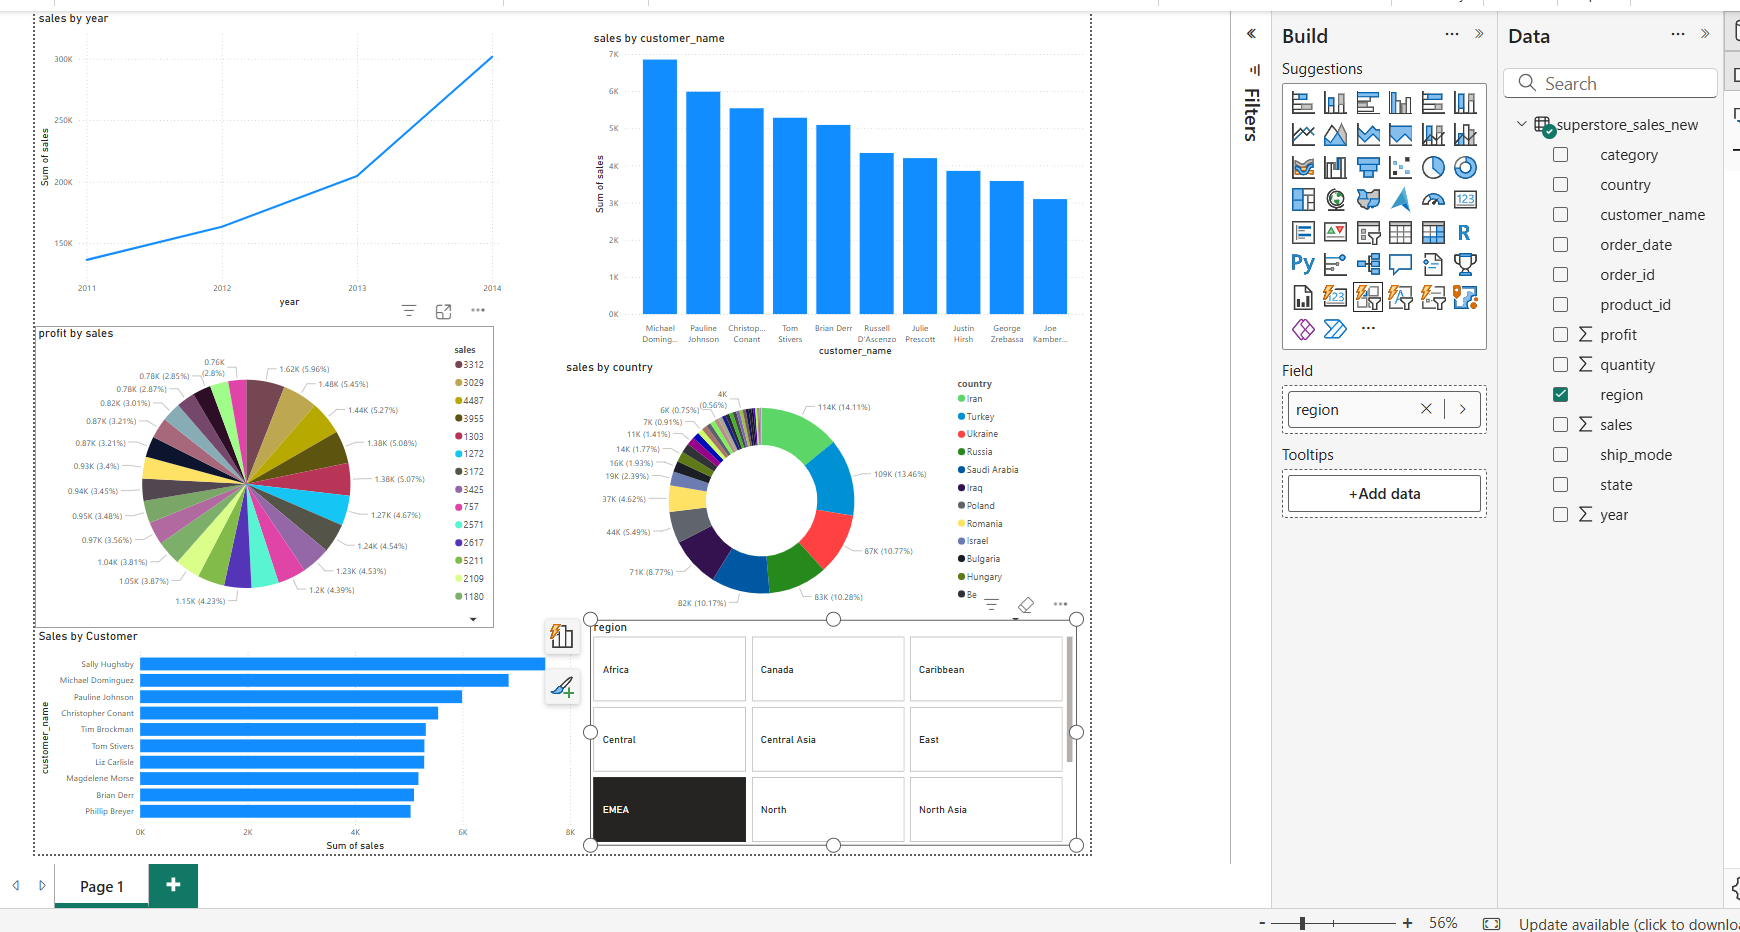 sales by year
300K
250K
200K
150K
Sum of sales
2011
2012
2013
2014
year
sales by customer_name
7K
6K
5K
4K
3K
2K
1K
0K
Sum of sales
Michael Doming...
Pauline Johnson
Christop... Conant
Tom Stivers
Brian Derr
Russell D'Ascenzo
Julie Prescott
Justin Hirsh
George Zrebassa
Joe Kamber...
customer_name
profit by sales
0.76K (2.8%)
0.78K (2.85%)
0.78K (2.87%)
0.82K (3.01%)
0.87K (3.21%)
0.87K (3.21%)
0.93K (3.4%)
0.94K (3.45%)
0.95K (3.48%)
0.97K (3.56%)
1.04K (3.81%)
1.05K (3.87%)
1.15K (4.23%)
1.62K (5.96%)
1.48K (5.45%)
1.44K (5.27%)
1.38K (5.08%)
1.38K (5.07%)
1.27K (4.67%)
1.24K (4.54%)
1.23K (4.53%)
1.2K (4.39%)
sales
3312
3029
4487
3955
1303
1272
3172
3425
757
2571
2617
5211
2109
1180
sales by country
4K (0.56%)
6K (0.75%)
7K (0.91%)
11K (1.41%)
14K (1.77%)
16K (1.93%)
19K (2.39%)
37K (4.62%)
44K (5.49%)
71K (8.77%)
82K (10.17%)
114K (14.11%)
109K (13.46%)
87K (10.77%)
83K (10.28%)
country
Iran
Turkey
Ukraine
Russia
Saudi Arabia
Iraq
Poland
Romania
Israel
Bulgaria
Hungary
Be
Sales by Customer
customer_name
Sally Hughsby
Michael Dominguez
Pauline Johnson
Christopher Conant
Tim Brockman
Tom Stivers
Liz Carlisle
Magdelene Morse
Brian Derr
Phillip Breyer
0K
2K
4K
6K
8K
Sum of sales
region
Africa
Canada
Caribbean
Central
Central Asia
East
EMEA
North
North Asia
Filters
Build
Suggestions
123
R
Py
123
Field
region
Tooltips
+Add data
Data
Search
superstore_sales_new
category
country
customer_name
order_date
order_id
product_id
profit
quantity
region
sales
ship_mode
state
year
Page 1
- + 56%
Update available (click to downlo